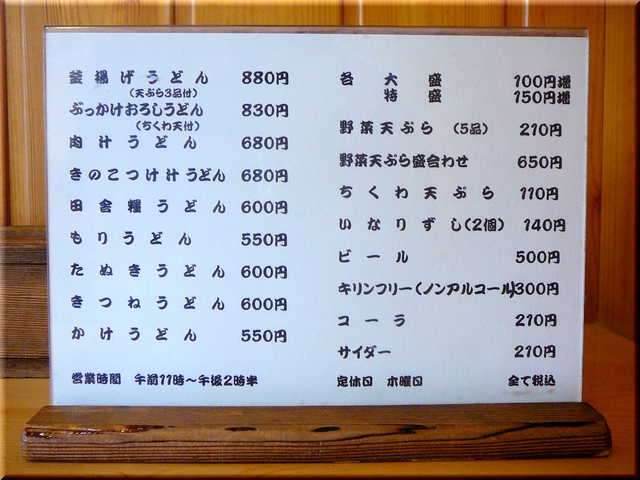 釜揚げうどん 880円
(天ぷら3品付)
ぶっかけおろしうどん 830円
(ちくわ天付)
肉汁うどん 680円
きのこつけ汁うどん 680円
田舎糧うどん 600円
もりうどん 550円
たぬきうどん 600円
きつねうどん 600円
かけうどん 550円
営業時間 午前11時~午後2時半
各 大盛 100円増
特盛 150円増
野菜天ぷら (5品) 210円
野菜天ぷら盛合わせ 650円
ちくわ天ぷら 110円
いなりずし(2個) 140円
ビール 500円
キリンフリー(ノンアルコール)300円
コーラ 210円
サイダー 210円
定休日 木曜日 全て税込